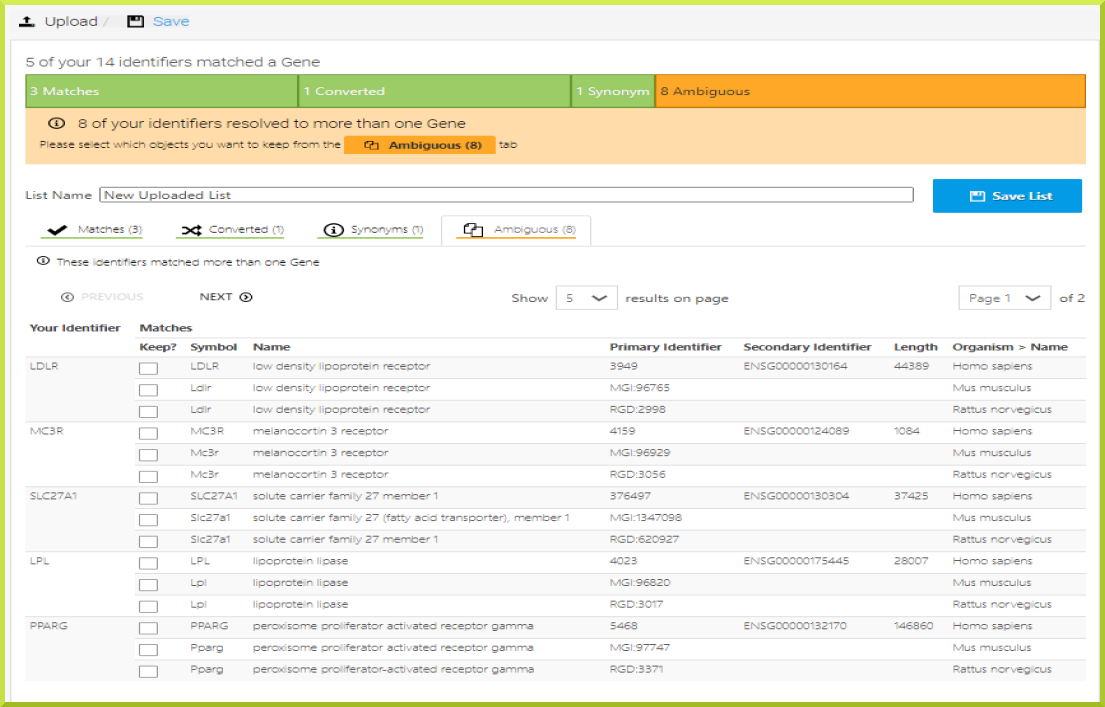 Upload / Save
5 of your 14 identifiers matched a Gene
3 Matches 1 Converted 1 Synonym 8 Ambiguous
8 of your identifiers resolved to more than one Gene
Please select which objects you want to keep from the Ambiguous (8) tab
List Name New Uploaded List Save List
Matches (3) Converted (1) Synonyms (1) Ambiguous (8)
These identifiers matched more than one Gene
PREVIOUS NEXT Show 5 results on page Page 1 of 2
Your Identifier Matches
Keep? Symbol Name Primary Identifier Secondary Identifier Length Organism > Name
LDLR LDLR low density lipoprotein receptor 3949 ENSG00000130164 44389 Homo sapiens
Ldlr low density lipoprotein receptor MGI:96765 Mus musculus
Ldlr low density lipoprotein receptor RGD:2998 Rattus norvegicus
MC3R MC3R melanocortin 3 receptor 4159 ENSG00000124089 1084 Homo sapiens
Mc3r melanocortin 3 receptor MGI:96929 Mus musculus
Mc3r melanocortin 3 receptor RGD:3056 Rattus norvegicus
SLC27A1 SLC27A1 solute carrier family 27 member 1 376497 ENSG00000130304 37425 Homo sapiens
Slc27a1 solute carrier family 27 (fatty acid transporter), member 1 MGI:1347098 Mus musculus
Slc27a1 solute carrier family 27 member 1 RGD:620927 Rattus norvegicus
LPL LPL lipoprotein lipase 4023 ENSG00000175445 28007 Homo sapiens
Lpl lipoprotein lipase MGI:96820 Mus musculus
Lpl lipoprotein lipase RGD:3017 Rattus norvegicus
PPARG PPARG peroxisome proliferator activated receptor gamma 5468 ENSG00000132170 146860 Homo sapiens
Pparg peroxisome proliferator activated receptor gamma MGI:97747 Mus musculus
Pparg peroxisome proliferator-activated receptor gamma RGD:3371 Rattus norvegicus